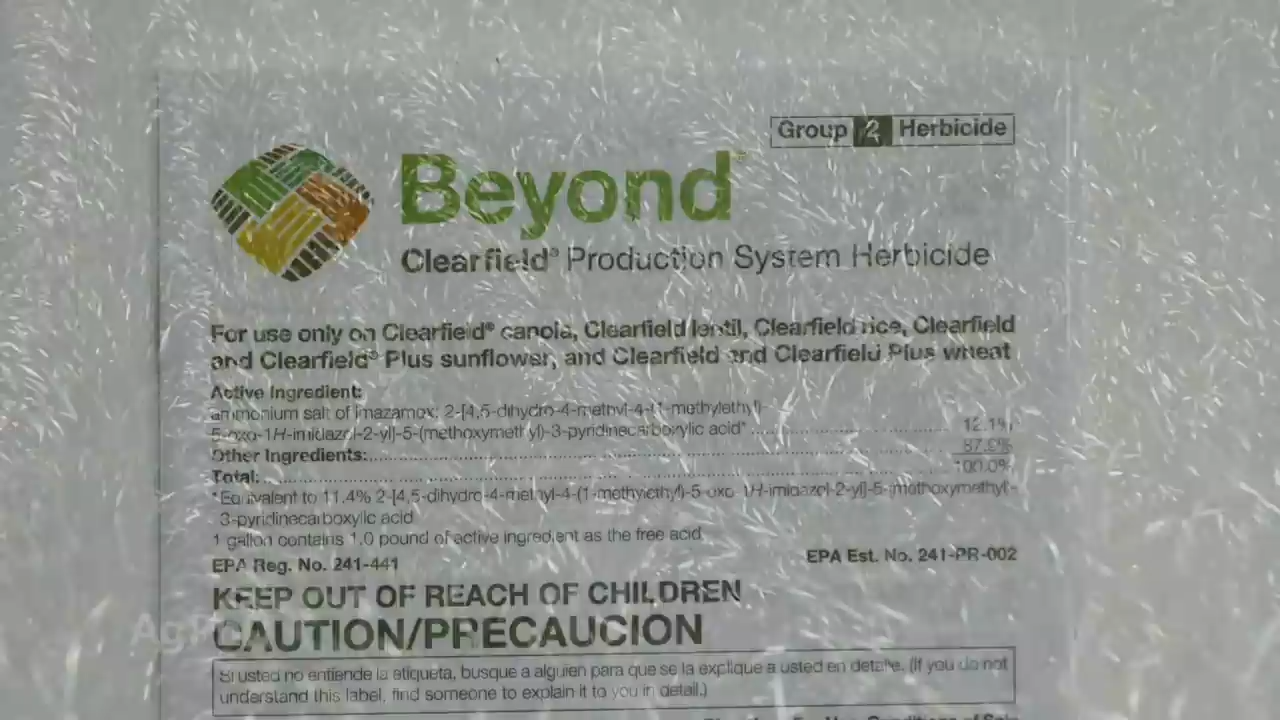 Group 2 Herbicide
Beyond™
Clearfield® Production System Herbicide
For use only on Clearfield® canola, Clearfield lentil, Clearfield rice, Clearfield
and Clearfield® Plus sunflower, and Clearfield and Clearfield Plus wheat
Active Ingredient:
ammonium salt of imazamox: 2-[4,5-dihydro-4-methyl-4-(1-methylethyl)-
5-oxo-1H-imidazol-2-yl]-5-(methoxymethyl)-3-pyridinecarboxylic acid* 12.1%
Other Ingredients: 87.9%
Total: 100.0%
*Equivalent to 11.4% 2-[4,5-dihydro-4-methyl-4-(1-methylethyl)-5-oxo-1H-imidazol-2-yl]-5-(methoxymethyl)-
3-pyridinecarboxylic acid
1 gallon contains 1.0 pound of active ingredient as the free acid.
EPA Reg. No. 241-441 EPA Est. No. 241-PR-002
KEEP OUT OF REACH OF CHILDREN
CAUTION/PRECAUCION
Si usted no entiende la etiqueta, busque a alguien para que se la explique a usted en detalle. (If you do not
understand this label, find someone to explain it to you in detail.)